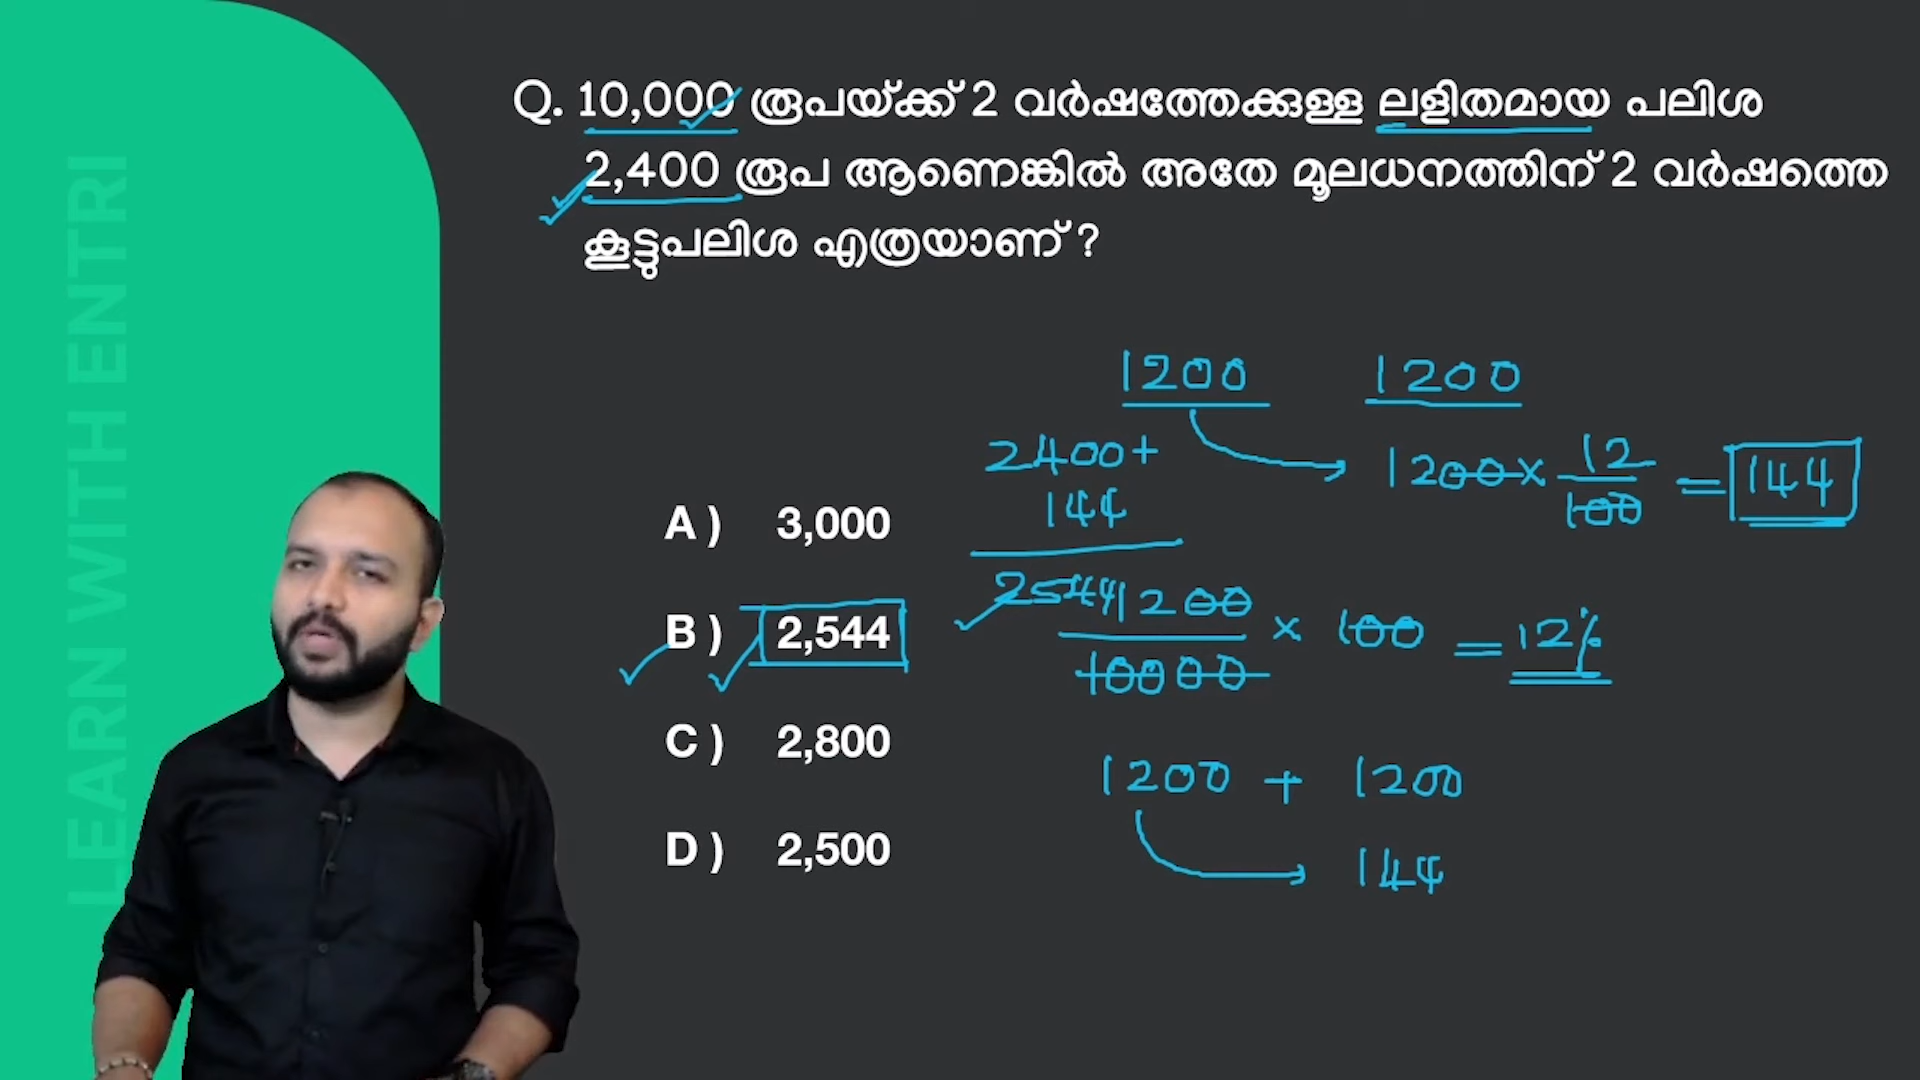 LEARN WITH ENTRI
Q. 10,000 രൂപയ്ക്ക് 2 വർഷത്തേക്കുള്ള ലളിതമായ പലിശ
2,400 രൂപ ആണെങ്കിൽ അതേ മൂലധനത്തിന് 2 വർഷത്തെ
കൂട്ടുപലിശ എത്രയാണ് ?
1200 1200
2400+
144
1200 × 12/100 = 144
A ) 3,000
2544
B ) 2,544
1200/10000 × 100 = 12%
C ) 2,800
1200 + 1200
144
D ) 2,500